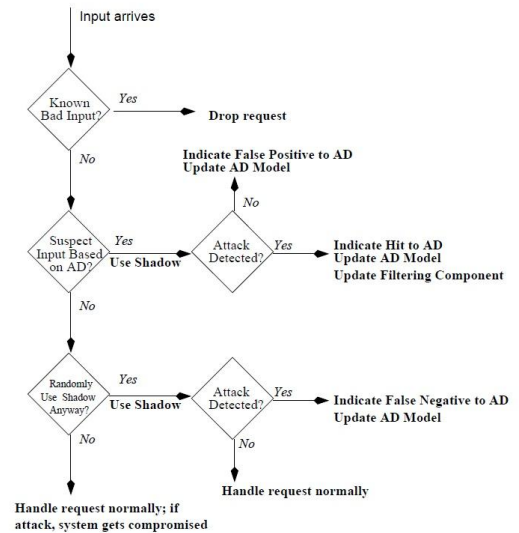 Input arrives
Known
Bad Input?
Yes
Drop request
No
Indicate False Positive to AD
Update AD Model
No
Suspect
Input Based
on AD?
Yes
Use Shadow
Attack
Detected?
Yes
Indicate Hit to AD
Update AD Model
Update Filtering Component
No
Randomly
Use Shadow
Anyway?
Yes
Use Shadow
Attack
Detected?
Yes
Indicate False Negative to AD
Update AD Model
No
No
Handle request normally
Handle request normally; if
attack, system gets compromised